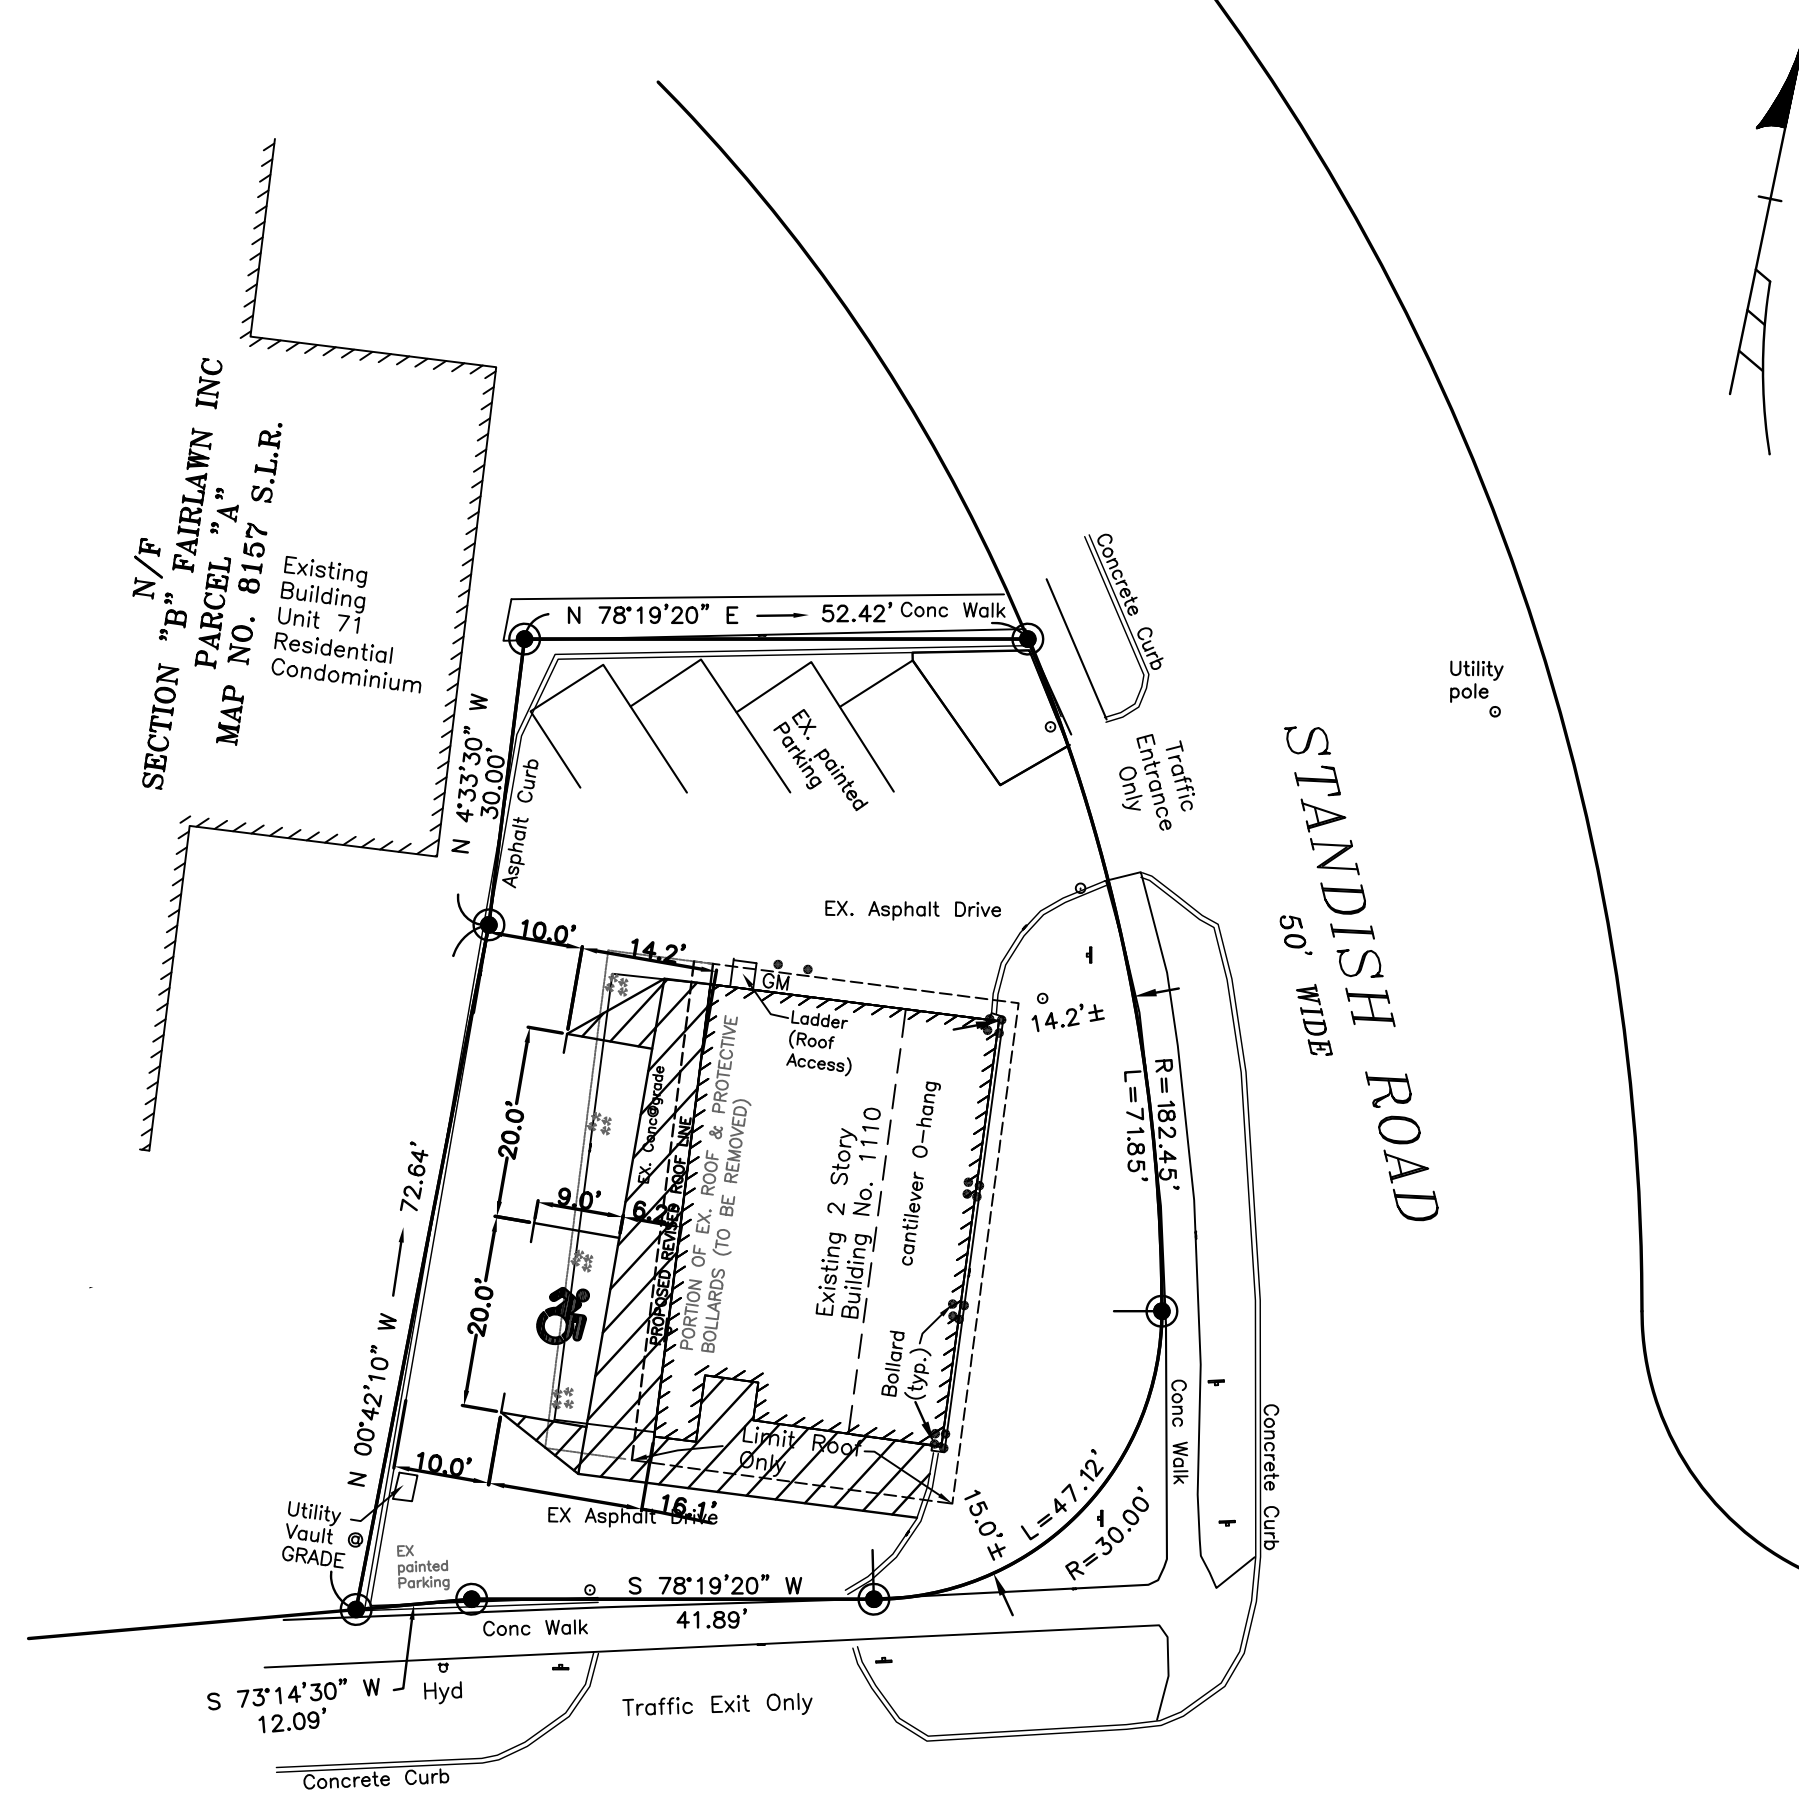 N/F
SECTION "B" FAIRLAWN INC
PARCEL "A"
MAP NO. 8157 S.L.R.
Existing
Building
Unit 71
Residential
Condominium
N 78°19'20" E
52.42'
Conc Walk
Concrete Curb
Utility
pole
N 4°33'30" W
30.00'
Asphalt Curb
EX. painted
Parking
Traffic
Entrance
Only
STANDISH ROAD
50' WIDE
EX. Asphalt Drive
10.0'
14.2'
GM
Ladder
(Roof
Access)
14.2'±
R=182.45'
L=71.85'
20.0'
9.0'
6.2'
20.0'
EX. Conc@grade
PROPOSED REVISED ROOF LINE
PORTION OF EX. ROOF & PROTECTIVE
BOLLARDS (TO BE REMOVED)
Existing 2 Story
Building No. 1110
cantilever O-hang
Bollard
(typ.)
N 00°42'10" W
72.64'
10.0'
16.1'
Limit Roof
Only
EX Asphalt Drive
Utility
Vault @
GRADE
EX
painted
Parking
15.0'±
L=47.12'
R=30.00'
Conc Walk
Concrete Curb
S 78°19'20" W
41.89'
Conc Walk
S 73°14'30" W
12.09'
Hyd
Traffic Exit Only
Concrete Curb